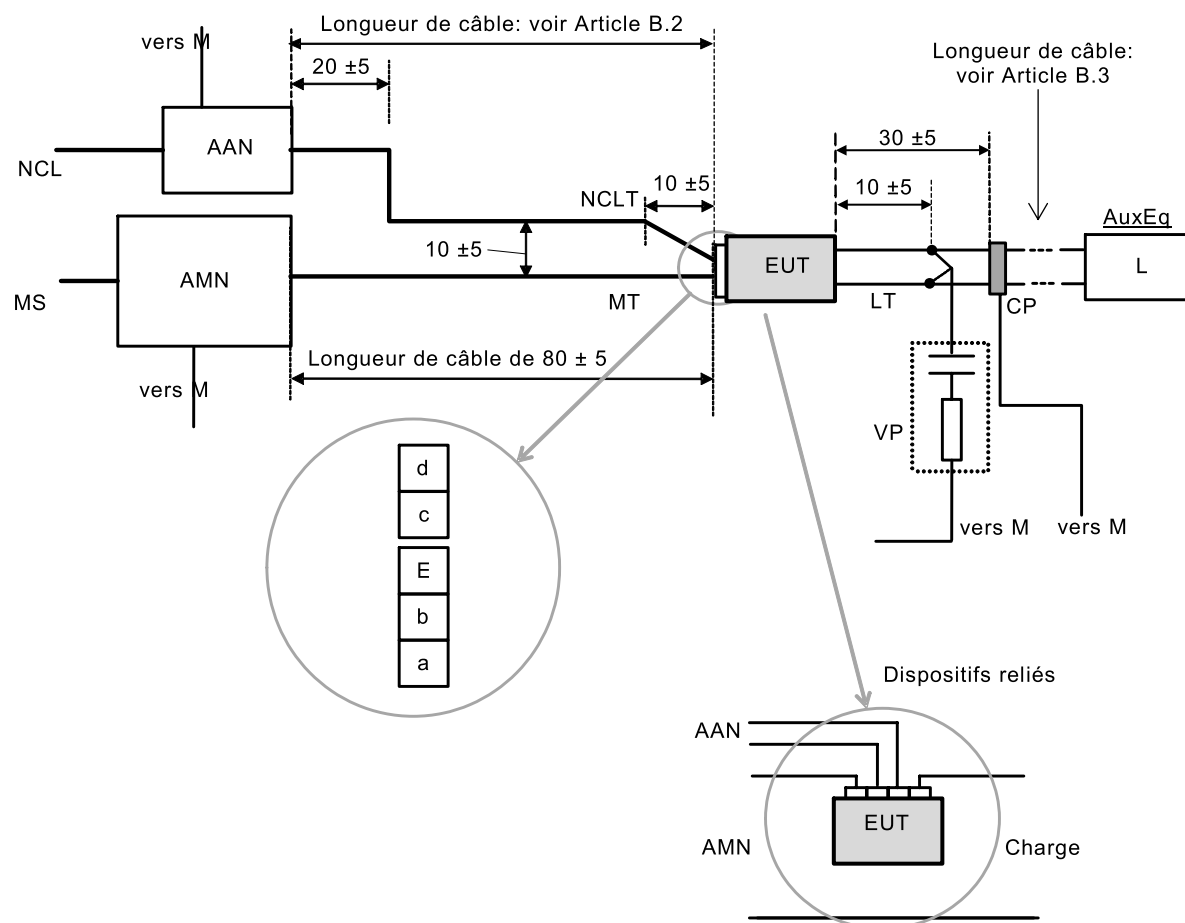 Longueur de câble: voir Article B.2
vers M
20 ±5
Longueur de câble:
voir Article B.3
AAN
NCL
30 ±5
NCLT
10 ±5
10 ±5
AuxEq
10 ±5
EUT
L
AMN
MS
MT
LT
CP
Longueur de câble de 80 ± 5
vers M
VP
d
c
E
b
a
vers M
vers M
Dispositifs reliés
AAN
EUT
AMN
Charge